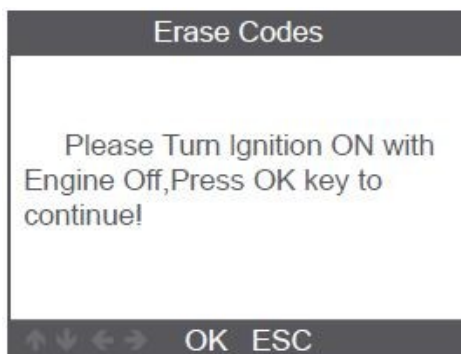 Erase Codes
Please Turn Ignition ON with
Engine Off,Press OK key to
continue!
OK ESC